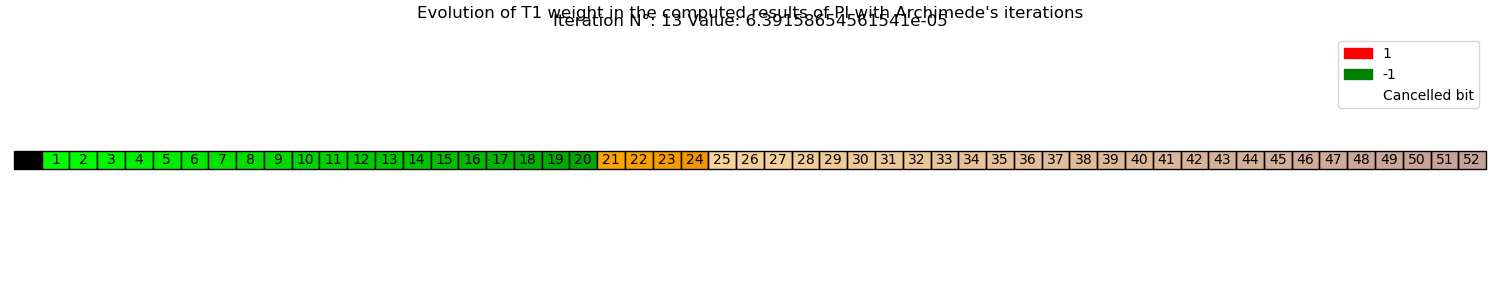 Evolution of T1 weight in the computed results of PI with Archimede's iterations
Iteration N°: 13 Value: 6.39158654561541e-05
1
-1
Cancelled bit
1 2 3 4 5 6 7 8 9 10 11 12 13 14 15 16 17 18 19 20 21 22 23 24 25 26 27 28 29 30 31 32 33 34 35 36 37 38 39 40 41 42 43 44 45 46 47 48 49 50 51 52